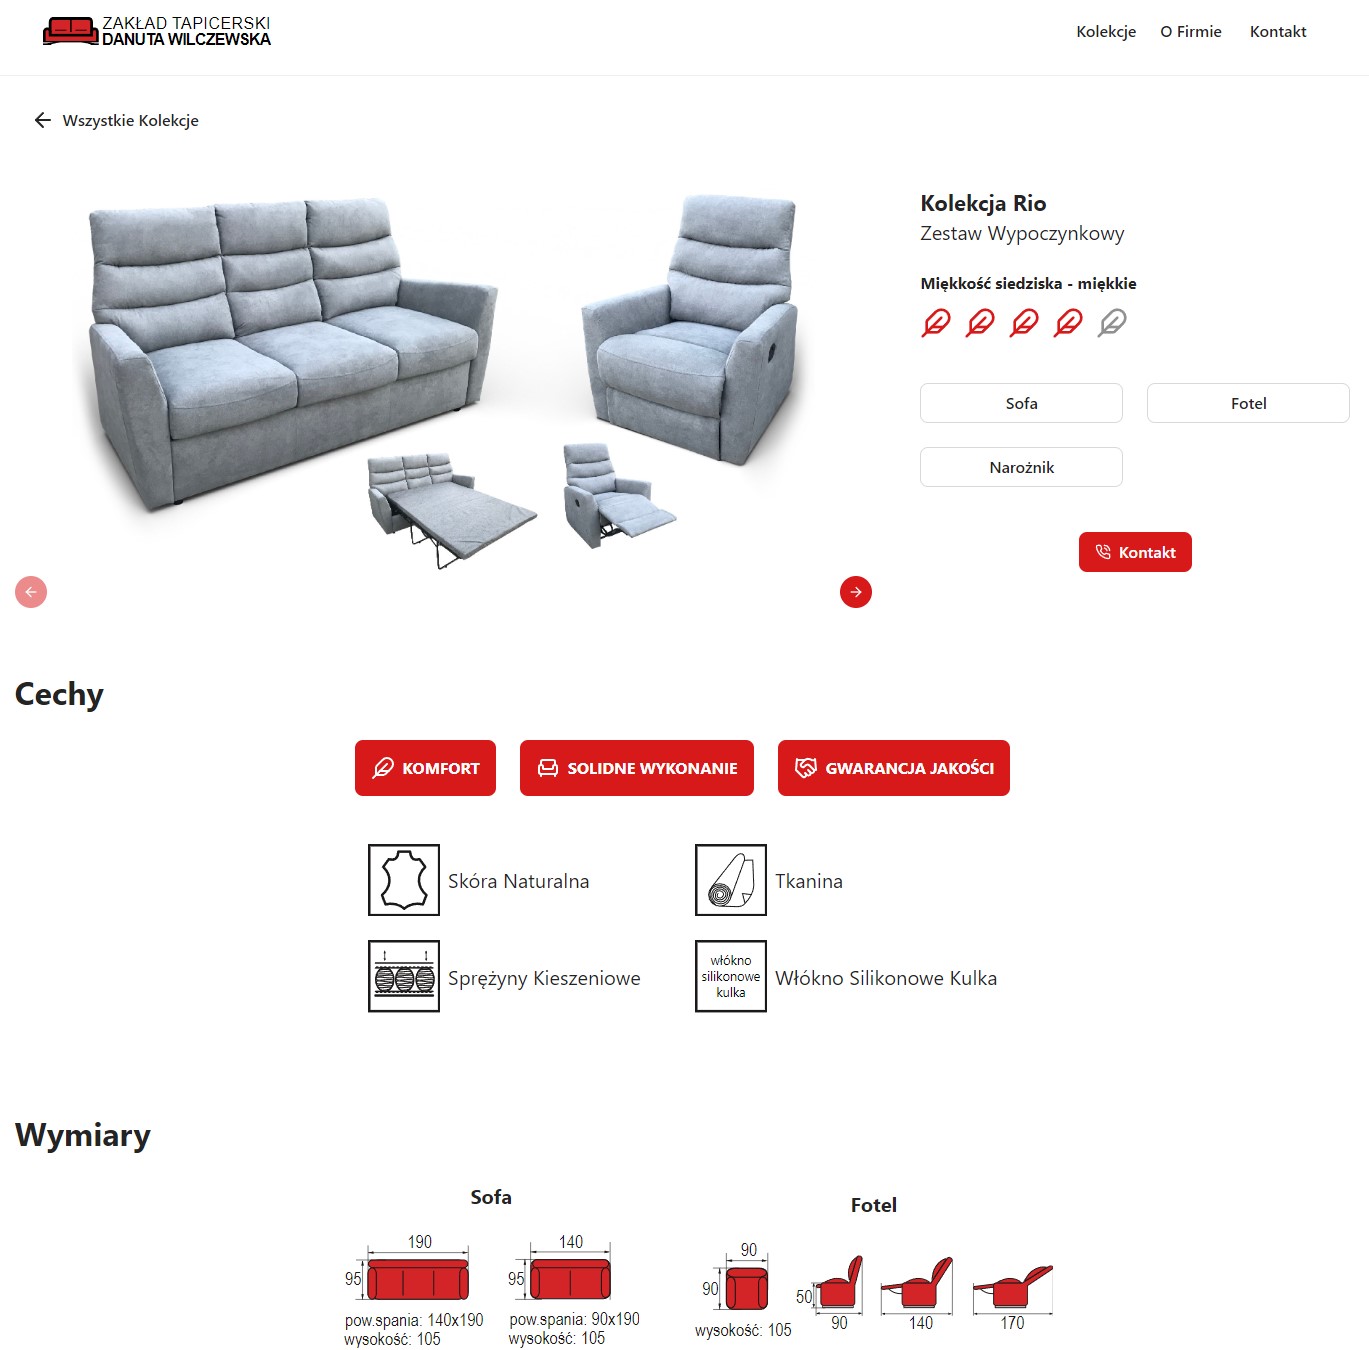 ZAKŁAD TAPICERSKI
DANUTA WILCZEWSKA
Kolekcje
O Firmie
Kontakt
Wszystkie Kolekcje
Kolekcja Rio
Zestaw Wypoczynkowy
Miękkość siedziska - miękkie
Sofa
Fotel
Narożnik
Kontakt
Cechy
KOMFORT
SOLIDNE WYKONANIE
GWARANCJA JAKOŚCI
Skóra Naturalna
Tkanina
Sprężyny Kieszeniowe
włókno
silikonowe
kulka
Włókno Silikonowe Kulka
Wymiary
Sofa
190
95
pow.spania: 140x190
wysokość: 105
140
95
pow.spania: 90x190
wysokość: 105
Fotel
90
90
wysokość: 105
50
90
140
170